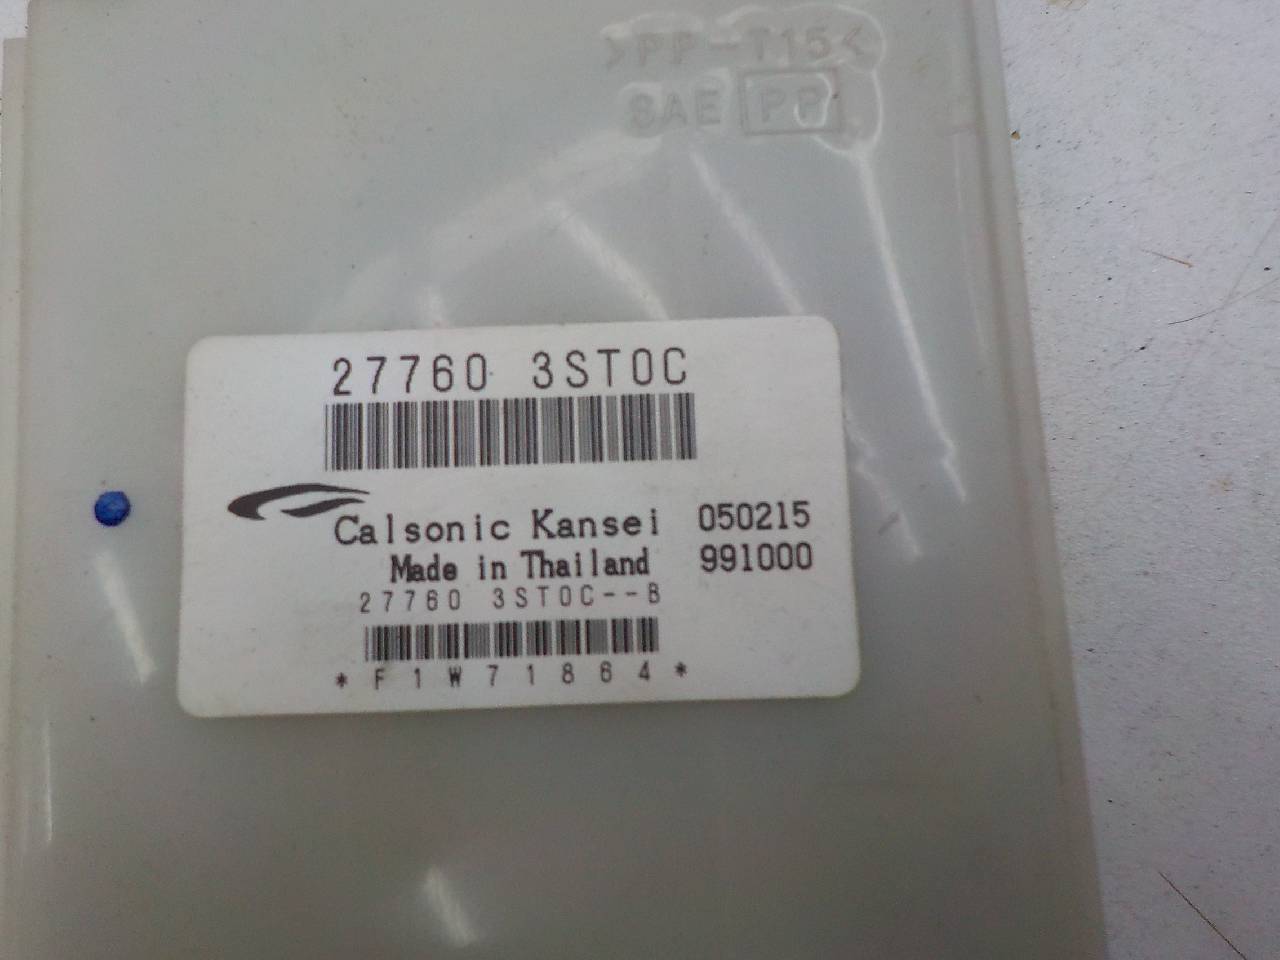 >PP-T15<
SAE PP
27760 3ST0C
Calsonic Kansei 050215
Made in Thailand 991000
27760 3ST0C--B
*F1W71864*